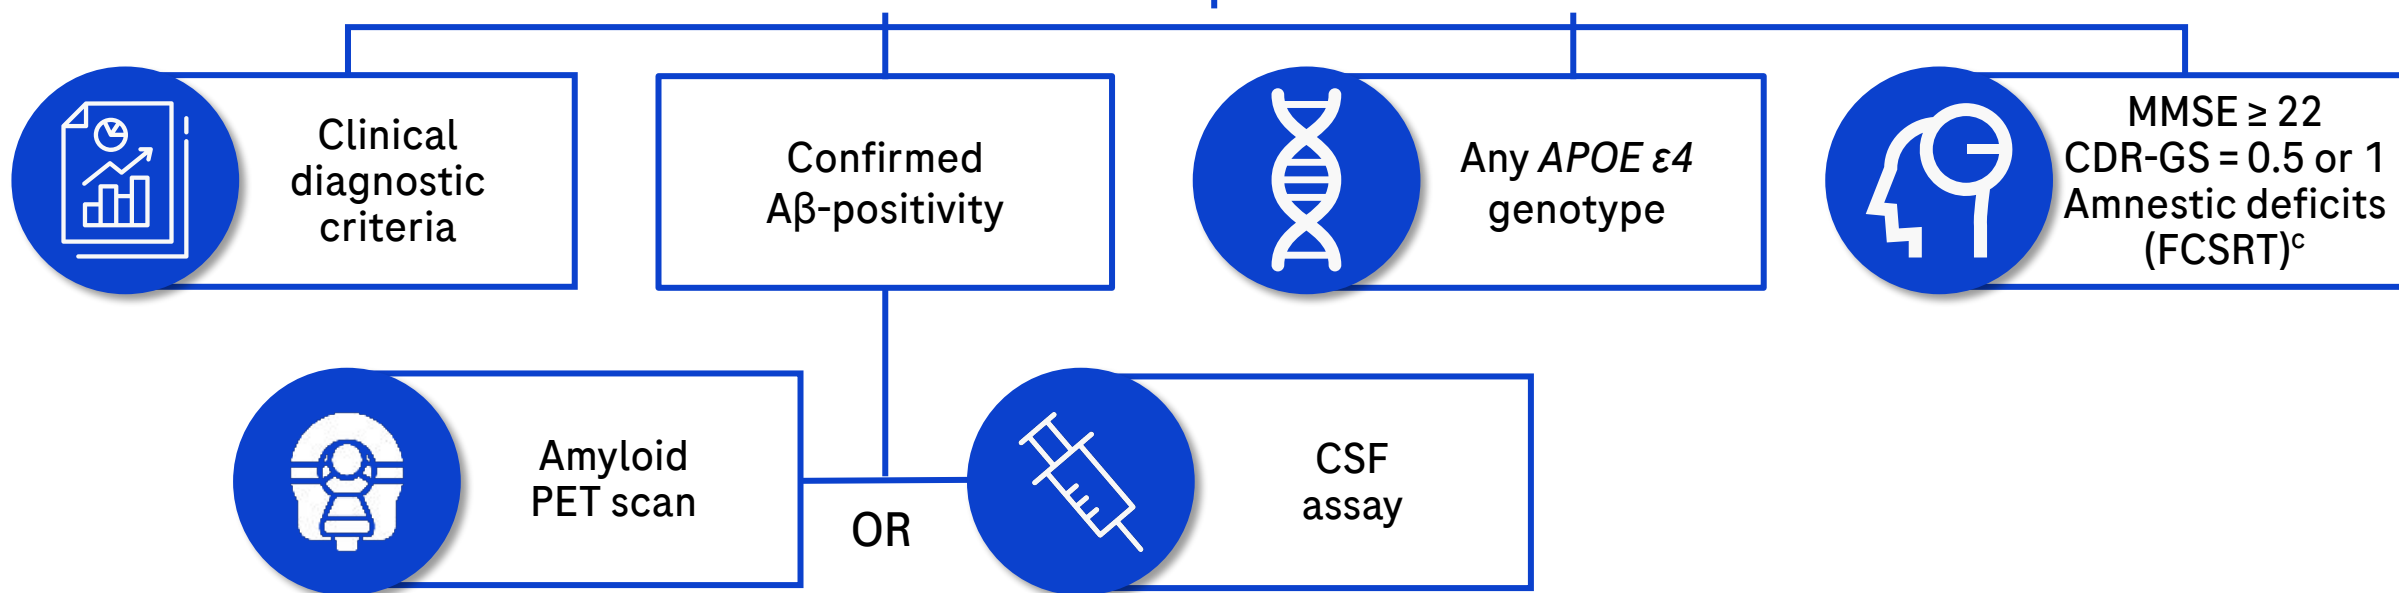 Clinical
diagnostic
criteria
Confirmed
Aβ-positivity
Any APOE ε4
genotype
MMSE ≥ 22
CDR-GS = 0.5 or 1
Amnestic deficits
(FCSRT)ᶜ
Amyloid
PET scan
OR
CSF
assay